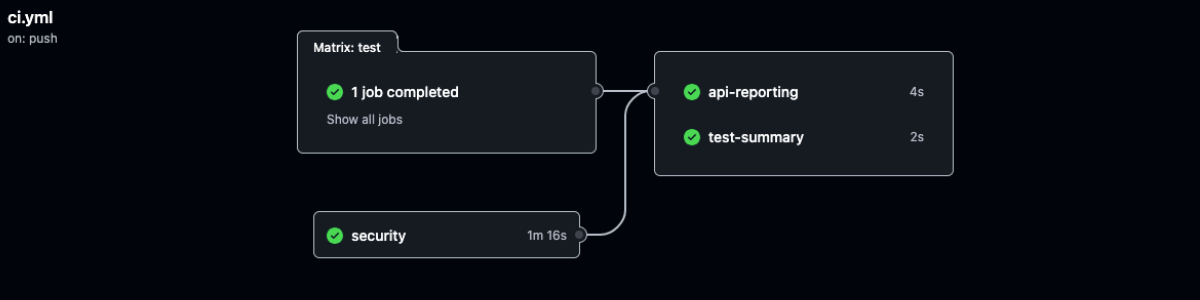 ci.yml
on: push
Matrix: test
1 job completed
Show all jobs
api-reporting 4s
test-summary 2s
security 1m 16s